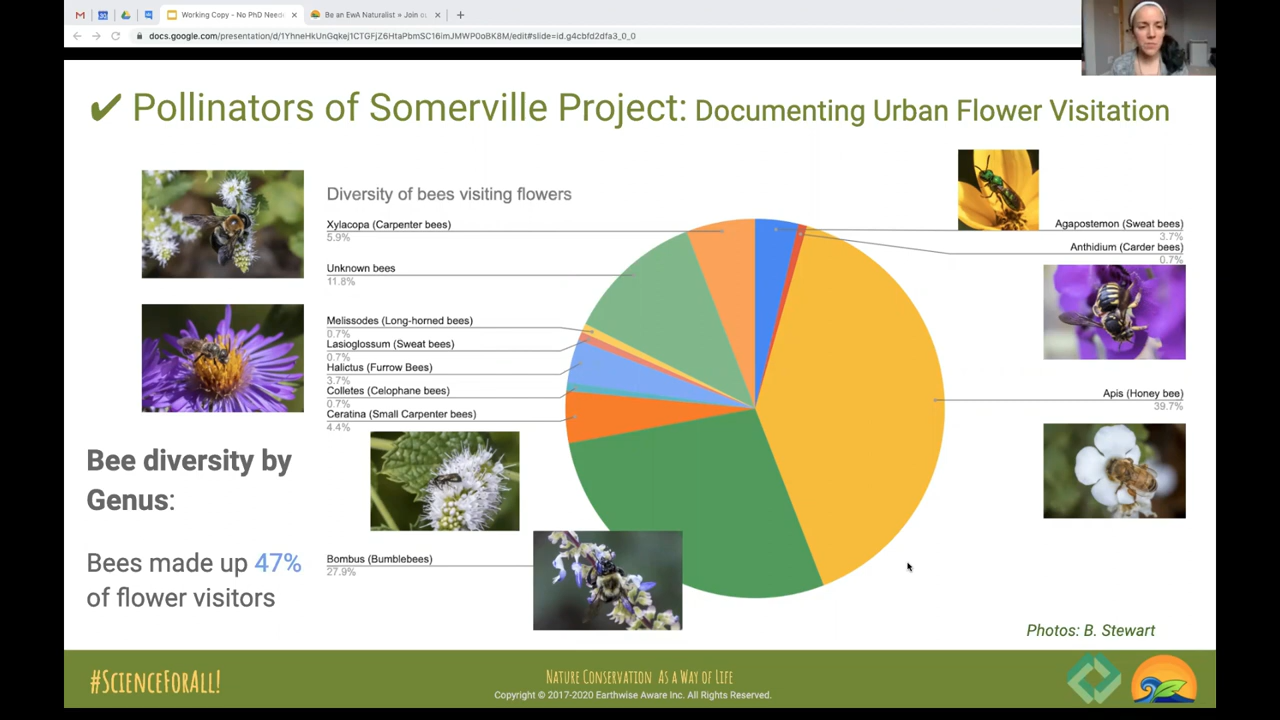 Working Copy - No PhD Need
Be an EwA Naturalist » Join ou
docs.google.com/presentation/d/1YhneHkUnGqkej1CTGFjZ6HtaPbmSC16imJMWP0oBK8M/edit#slide=id.g4cbfd2dfa3_0_0
✔ Pollinators of Somerville Project: Documenting Urban Flower Visitation
Diversity of bees visiting flowers
Xylacopa (Carpenter bees)
5.9%
Unknown bees
11.8%
Melissodes (Long-horned bees)
0.7%
Lasioglossum (Sweat bees)
0.7%
Halictus (Furrow Bees)
3.7%
Colletes (Celophane bees)
0.7%
Ceratina (Small Carpenter bees)
4.4%
Bombus (Bumblebees)
27.9%
Agapostemon (Sweat bees)
3.7%
Anthidium (Carder bees)
0.7%
Apis (Honey bee)
39.7%
Bee diversity by
Genus:
Bees made up 47%
of flower visitors
Photos: B. Stewart
#ScienceForAll!
Nature Conservation As a Way of Life
Copyright © 2017-2020 Earthwise Aware Inc. All Rights Reserved.